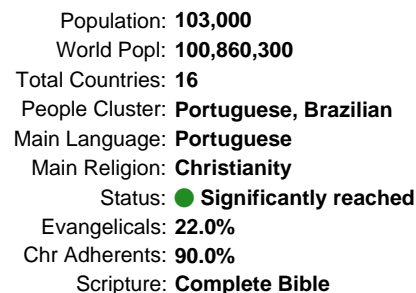 Population: 103,000
World Popl: 100,860,300
Total Countries: 16
People Cluster: Portuguese, Brazilian
Main Language: Portuguese
Main Religion: Christianity
Status: Significantly reached
Evangelicals: 22.0%
Chr Adherents: 90.0%
Scripture: Complete Bible